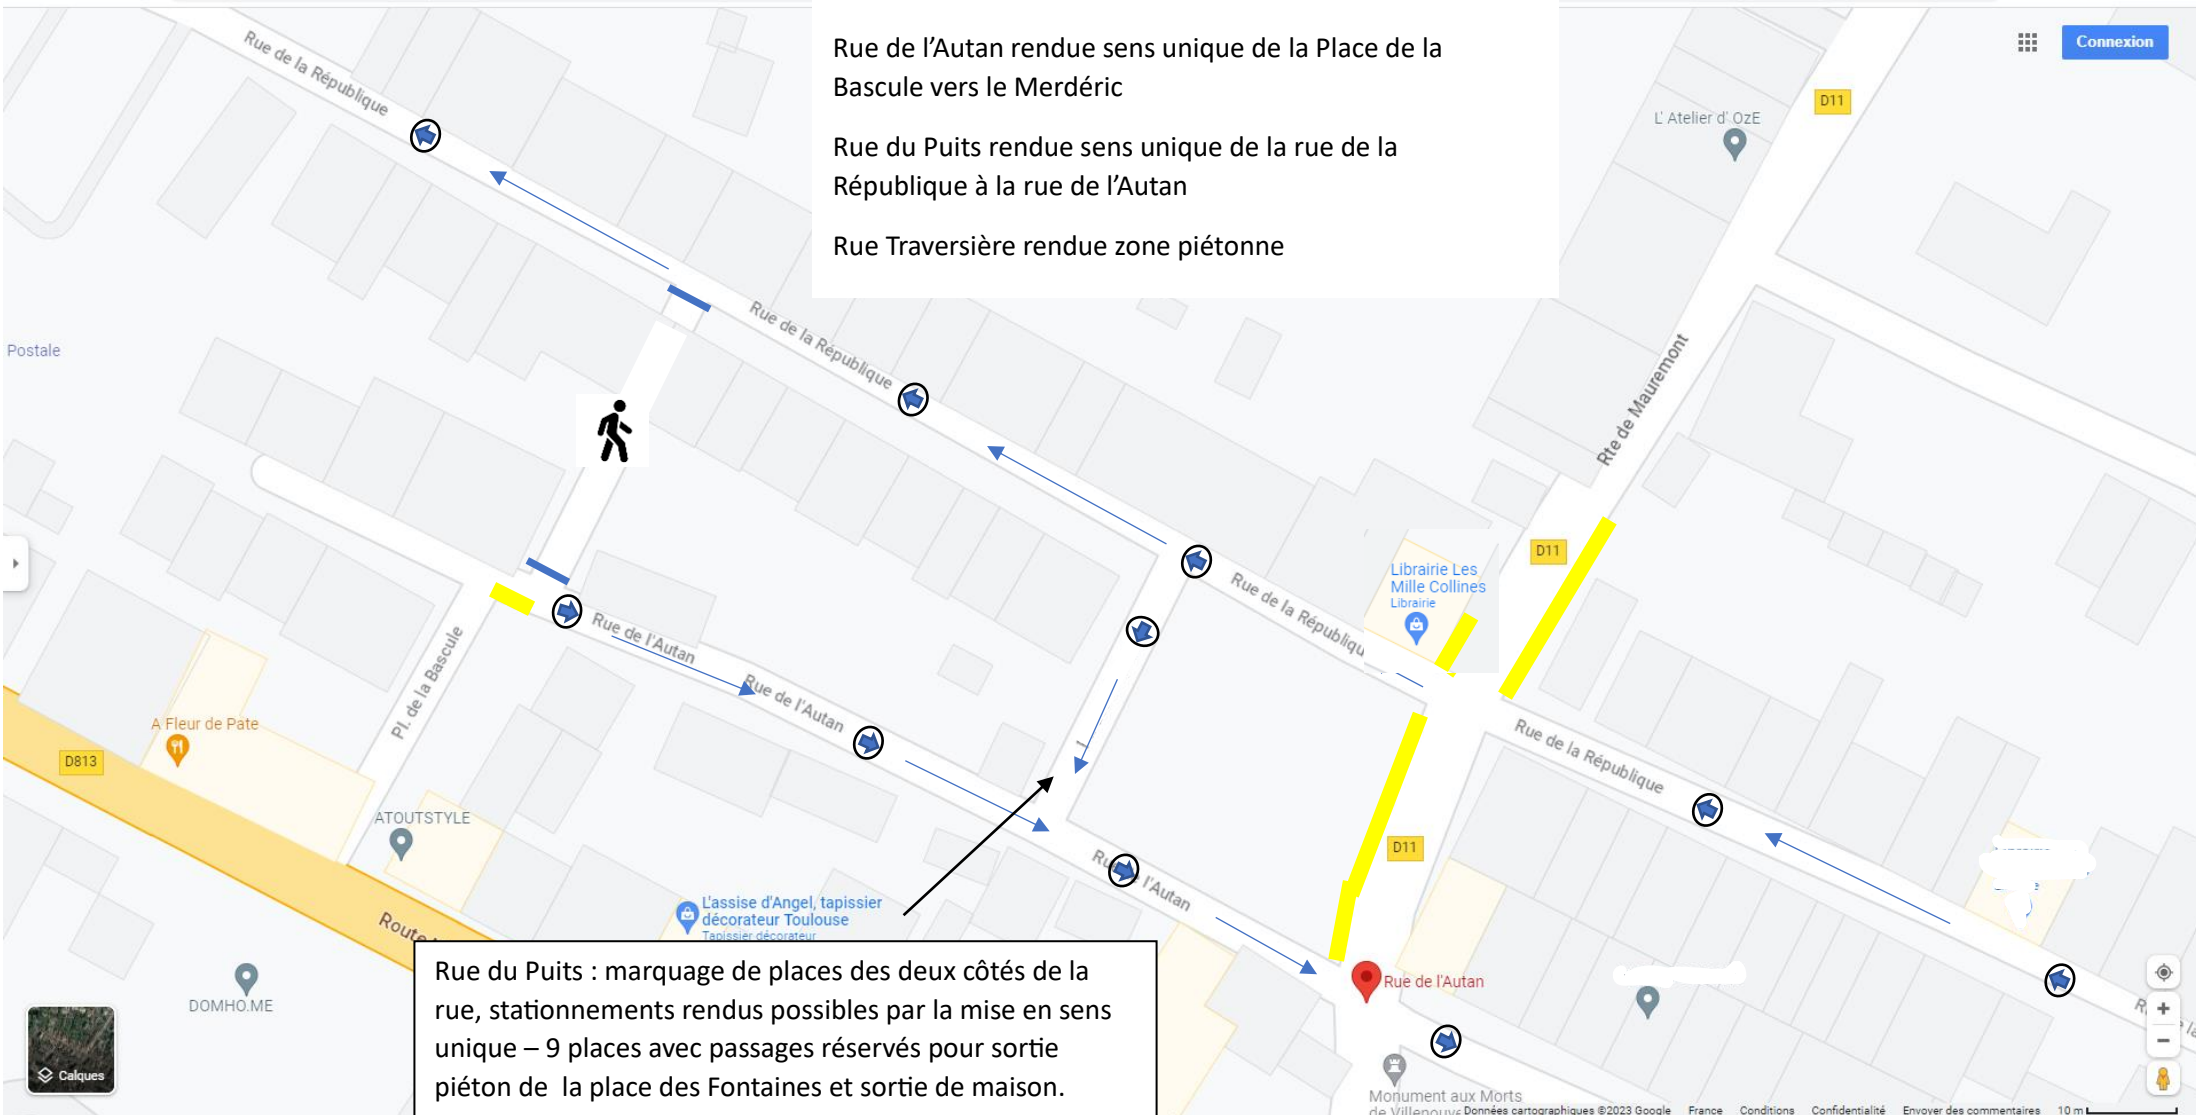 Rue de l'Autan rendue sens unique de la Place de la
Bascule vers le Merdéric
Rue du Puits rendue sens unique de la rue de la
République à la rue de l'Autan
Rue Traversière rendue zone piétonne
Connexion
Rue de la République
D11
L' Atelier d' OzE
Postale
Rue de la République
Rte de Mauremont
D11
Librairie Les
Mille Collines
Librairie
Rue de la Républiqu
Rue de l'Autan
Rue de l'Autan
Pl. de la Bascule
A Fleur de Pate
D813
Rue de la République
ATOUTSTYLE
D11
l'Autan
L'assise d'Angel, tapissier
décorateur Toulouse
Tapissier décorateur
Route
Rue de l'Autan
DOMHO.ME
Rue du Puits : marquage de places des deux côtés de la
rue, stationnements rendus possibles par la mise en sens
unique – 9 places avec passages réservés pour sortie
piéton de  la place des Fontaines et sortie de maison.
Calques
Monument aux Morts
de Villenouve
Données cartographiques ©2023 Google France Conditions Confidentialité Envoyer des commentaires 10 m